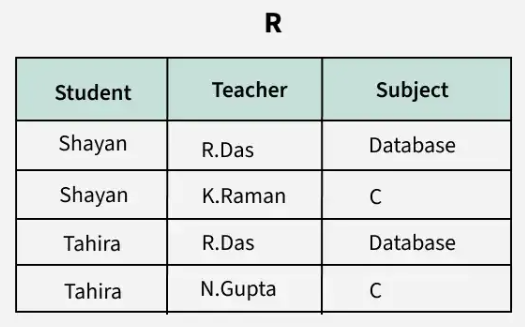 R
Student Teacher Subject
Shayan R.Das Database
Shayan K.Raman C
Tahira R.Das Database
Tahira N.Gupta C